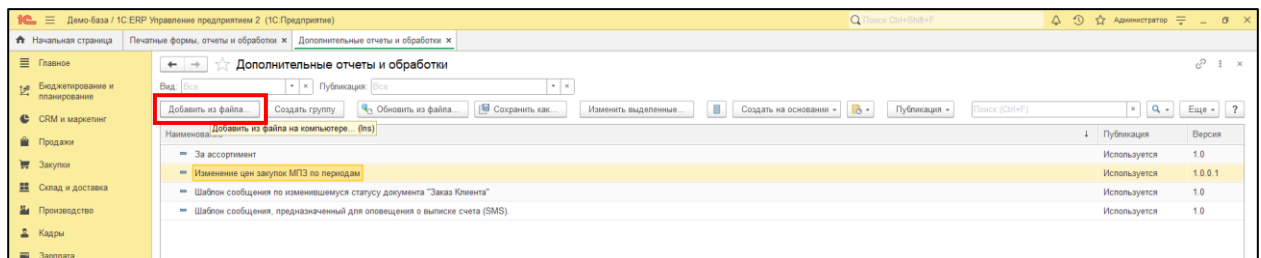 1С Демо-база / 1C:ERP Управление предприятием 2 (1С:Предприятие) Поиск Ctrl+Shift+F Администратор
Начальная страница Печатные формы, отчеты и обработки × Дополнительные отчеты и обработки ×
Главное
Дополнительные отчеты и обработки
Бюджетирование и планирование
Вид: Все Публикация: Все
Добавить из файла... Создать группу Обновить из файла... Сохранить как... Изменить выделенные... Создать на основании Публикация Поиск (Ctrl+F) × Еще ?
CRM и маркетинг
Добавить из файла на компьютере... (Ins)
Наименова Публикация Версия
Продажи
За ассортимент Используется 1.0
Закупки
Изменение цен закупок МПЗ по периодам Используется 1.0.0.1
Склад и доставка
Шаблон сообщения по изменившемуся статусу документа "Заказ Клиента" Используется 1.0
Производство
Шаблон сообщения, предназначенный для оповещения о выписке счета (SMS). Используется 1.0
Кадры
Зарплата